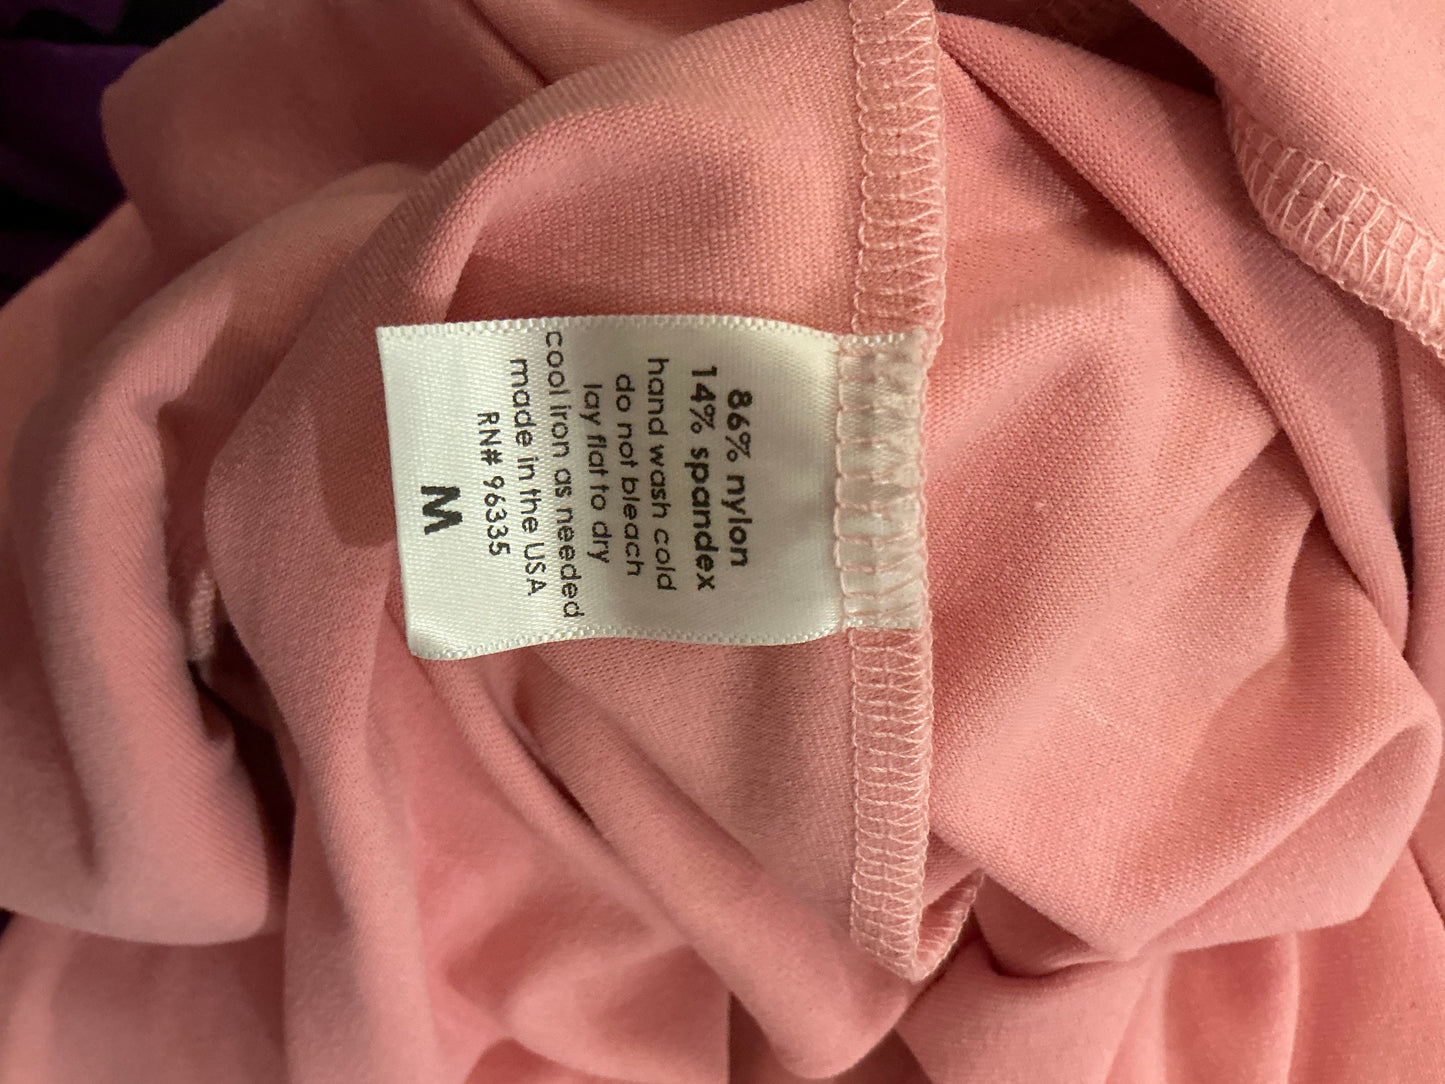 86% nylon
14% spandex
hand wash cold
do not bleach
lay flat to dry
cool iron as needed
made in the USA
RN# 96335
M